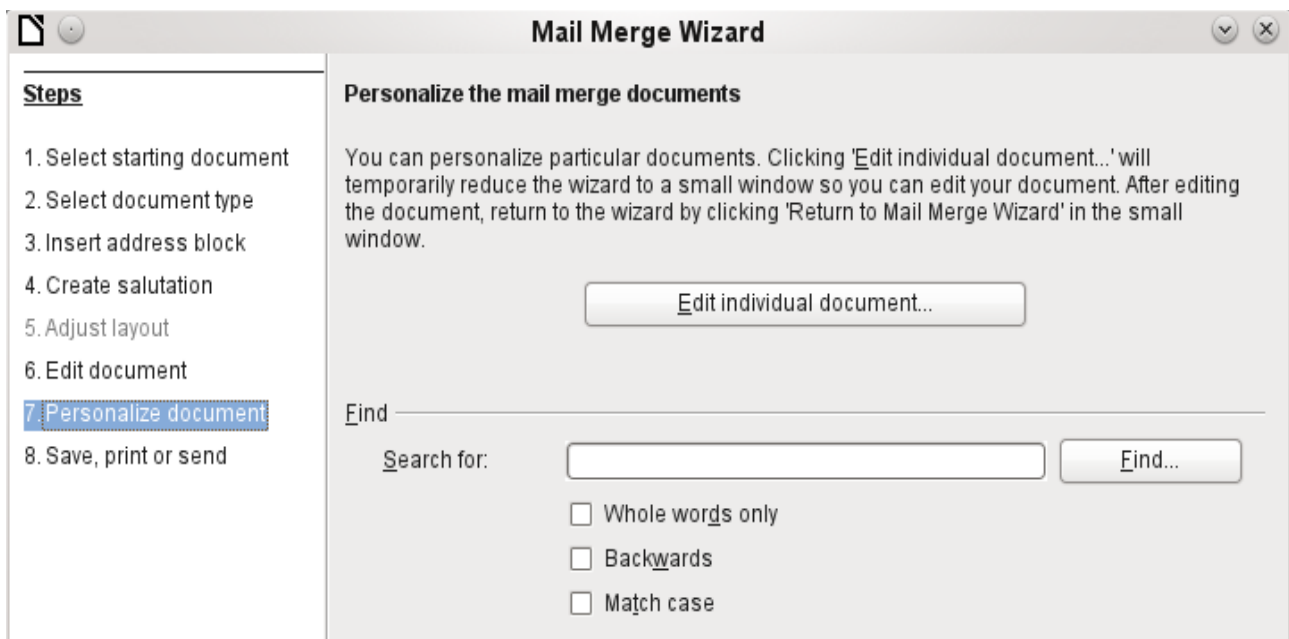 Mail Merge Wizard
Steps
1. Select starting document
2. Select document type
3. Insert address block
4. Create salutation
5. Adjust layout
6. Edit document
7. Personalize document
8. Save, print or send
Personalize the mail merge documents
You can personalize particular documents. Clicking 'Edit individual document...' will
temporarily reduce the wizard to a small window so you can edit your document. After editing
the document, return to the wizard by clicking 'Return to Mail Merge Wizard' in the small
window.
Edit individual document...
Find
Search for:
Find...
Whole words only
Backwards
Match case